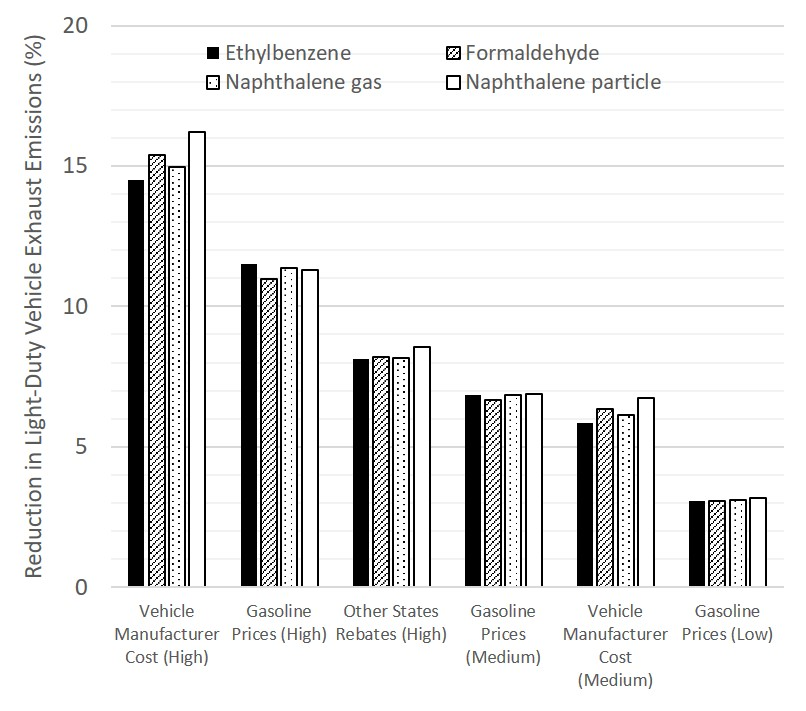 Reduction in Light-Duty Vehicle Exhaust Emissions (%)
20
15
10
5
0
Ethylbenzene
Formaldehyde
Naphthalene gas
Naphthalene particle
Vehicle
Manufacturer
Cost (High)
Gasoline
Prices (High)
Other States
Rebates (High)
Gasoline
Prices
(Medium)
Vehicle
Manufacturer
Cost
(Medium)
Gasoline
Prices (Low)